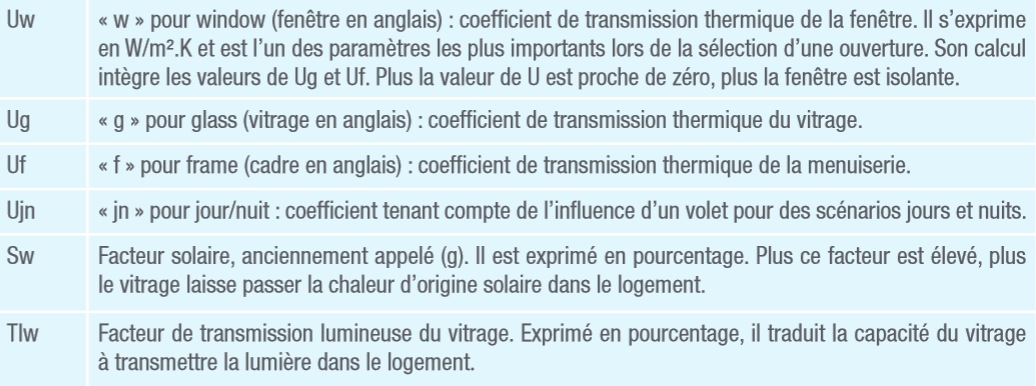 Uw « w » pour window (fenêtre en anglais) : coefficient de transmission thermique de la fenêtre. Il s’exprime
en W/m².K et est l’un des paramètres les plus importants lors de la sélection d’une ouverture. Son calcul
intègre les valeurs de Ug et Uf. Plus la valeur de U est proche de zéro, plus la fenêtre est isolante.
Ug « g » pour glass (vitrage en anglais) : coefficient de transmission thermique du vitrage.
Uf « f » pour frame (cadre en anglais) : coefficient de transmission thermique de la menuiserie.
Ujn « jn » pour jour/nuit : coefficient tenant compte de l’influence d’un volet pour des scénarios jours et nuits.
Sw Facteur solaire, anciennement appelé (g). Il est exprimé en pourcentage. Plus ce facteur est élevé, plus
le vitrage laisse passer la chaleur d’origine solaire dans le logement.
Tlw Facteur de transmission lumineuse du vitrage. Exprimé en pourcentage, il traduit la capacité du vitrage
à transmettre la lumière dans le logement.